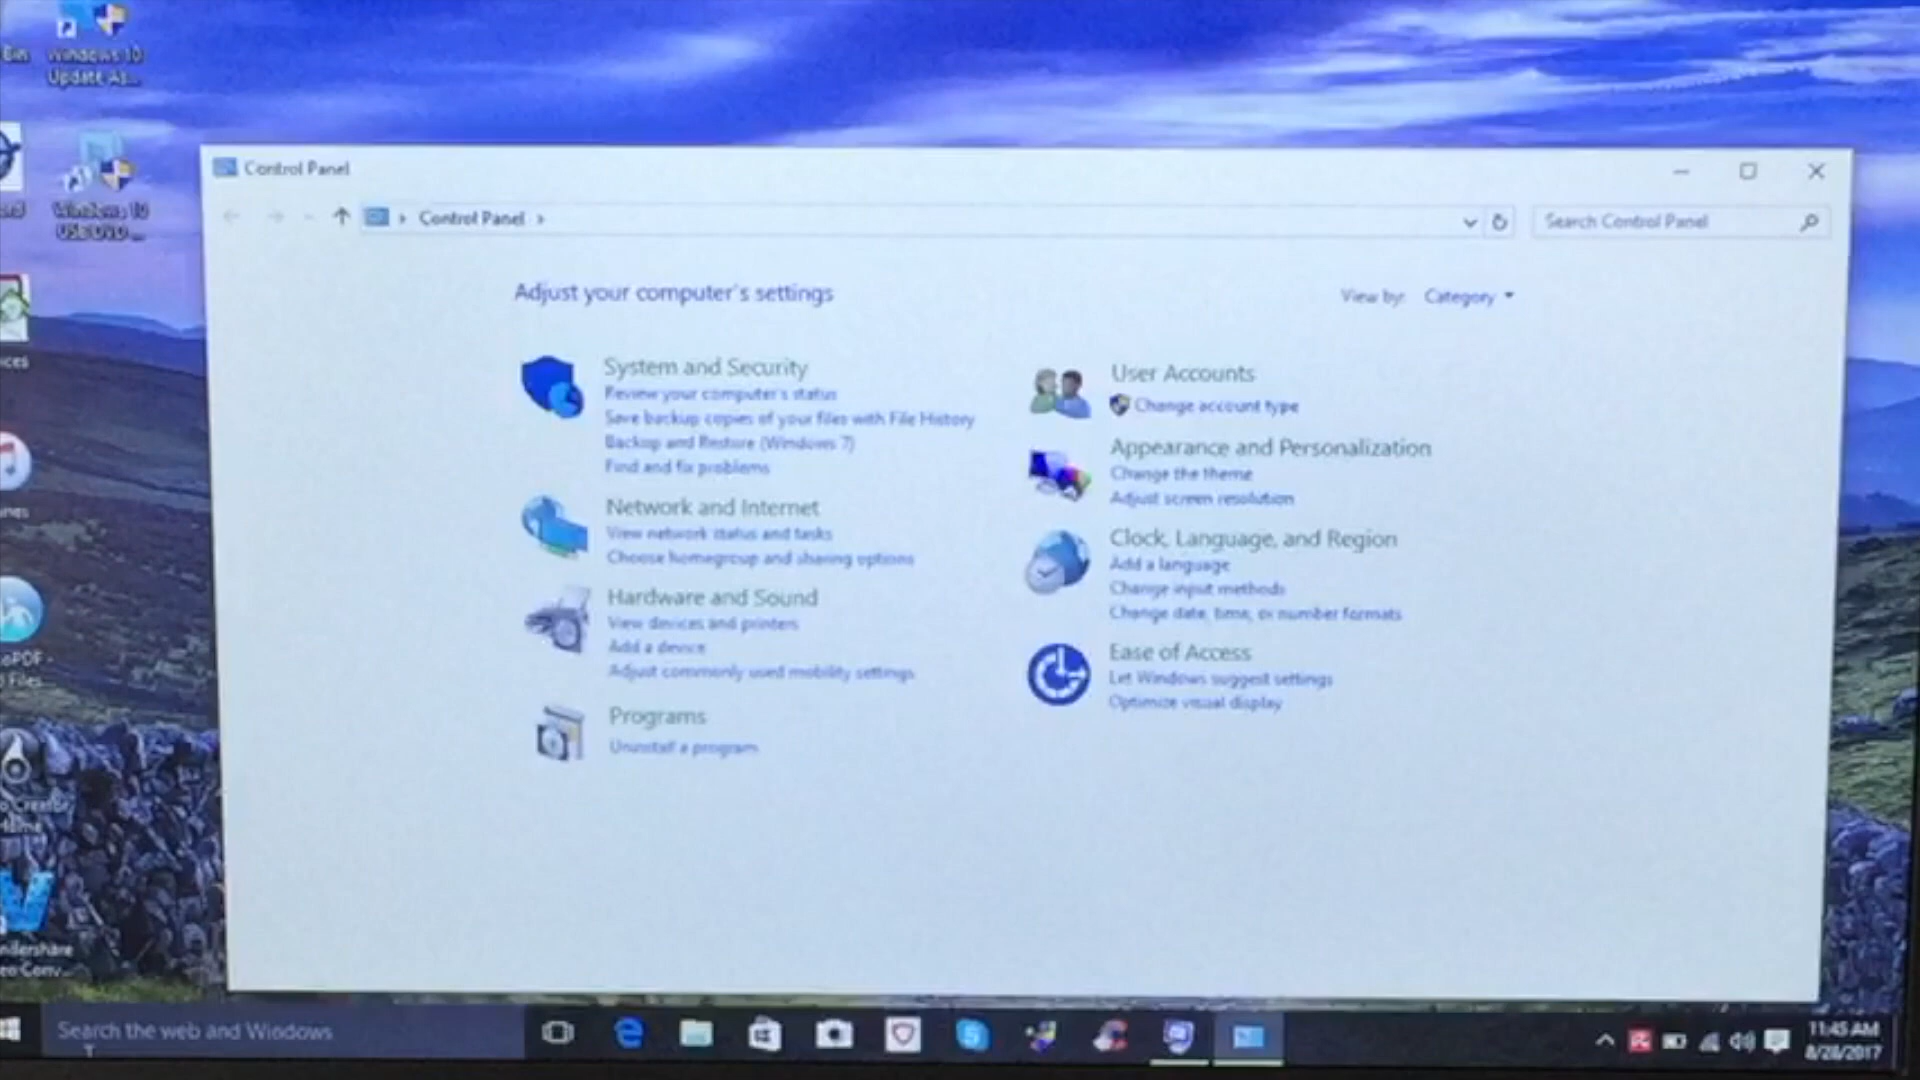 Bin
Windows 10
Update As...
Windows 10
USB DVD ...
Control Panel
Control Panel
Search Control Panel
Adjust your computer's settings
View by: Category
System and Security
Review your computer's status
Save backup copies of your files with File History
Backup and Restore (Windows 7)
Find and fix problems
Network and Internet
View network status and tasks
Choose homegroup and sharing options
Hardware and Sound
View devices and printers
Add a device
Adjust commonly used mobility settings
Programs
Uninstall a program
User Accounts
Change account type
Appearance and Personalization
Change the theme
Adjust screen resolution
Clock, Language, and Region
Add a language
Change input methods
Change date, time, or number formats
Ease of Access
Let Windows suggest settings
Optimize visual display
Files
Creator
Search the web and Windows
11:45 AM
8/28/2017